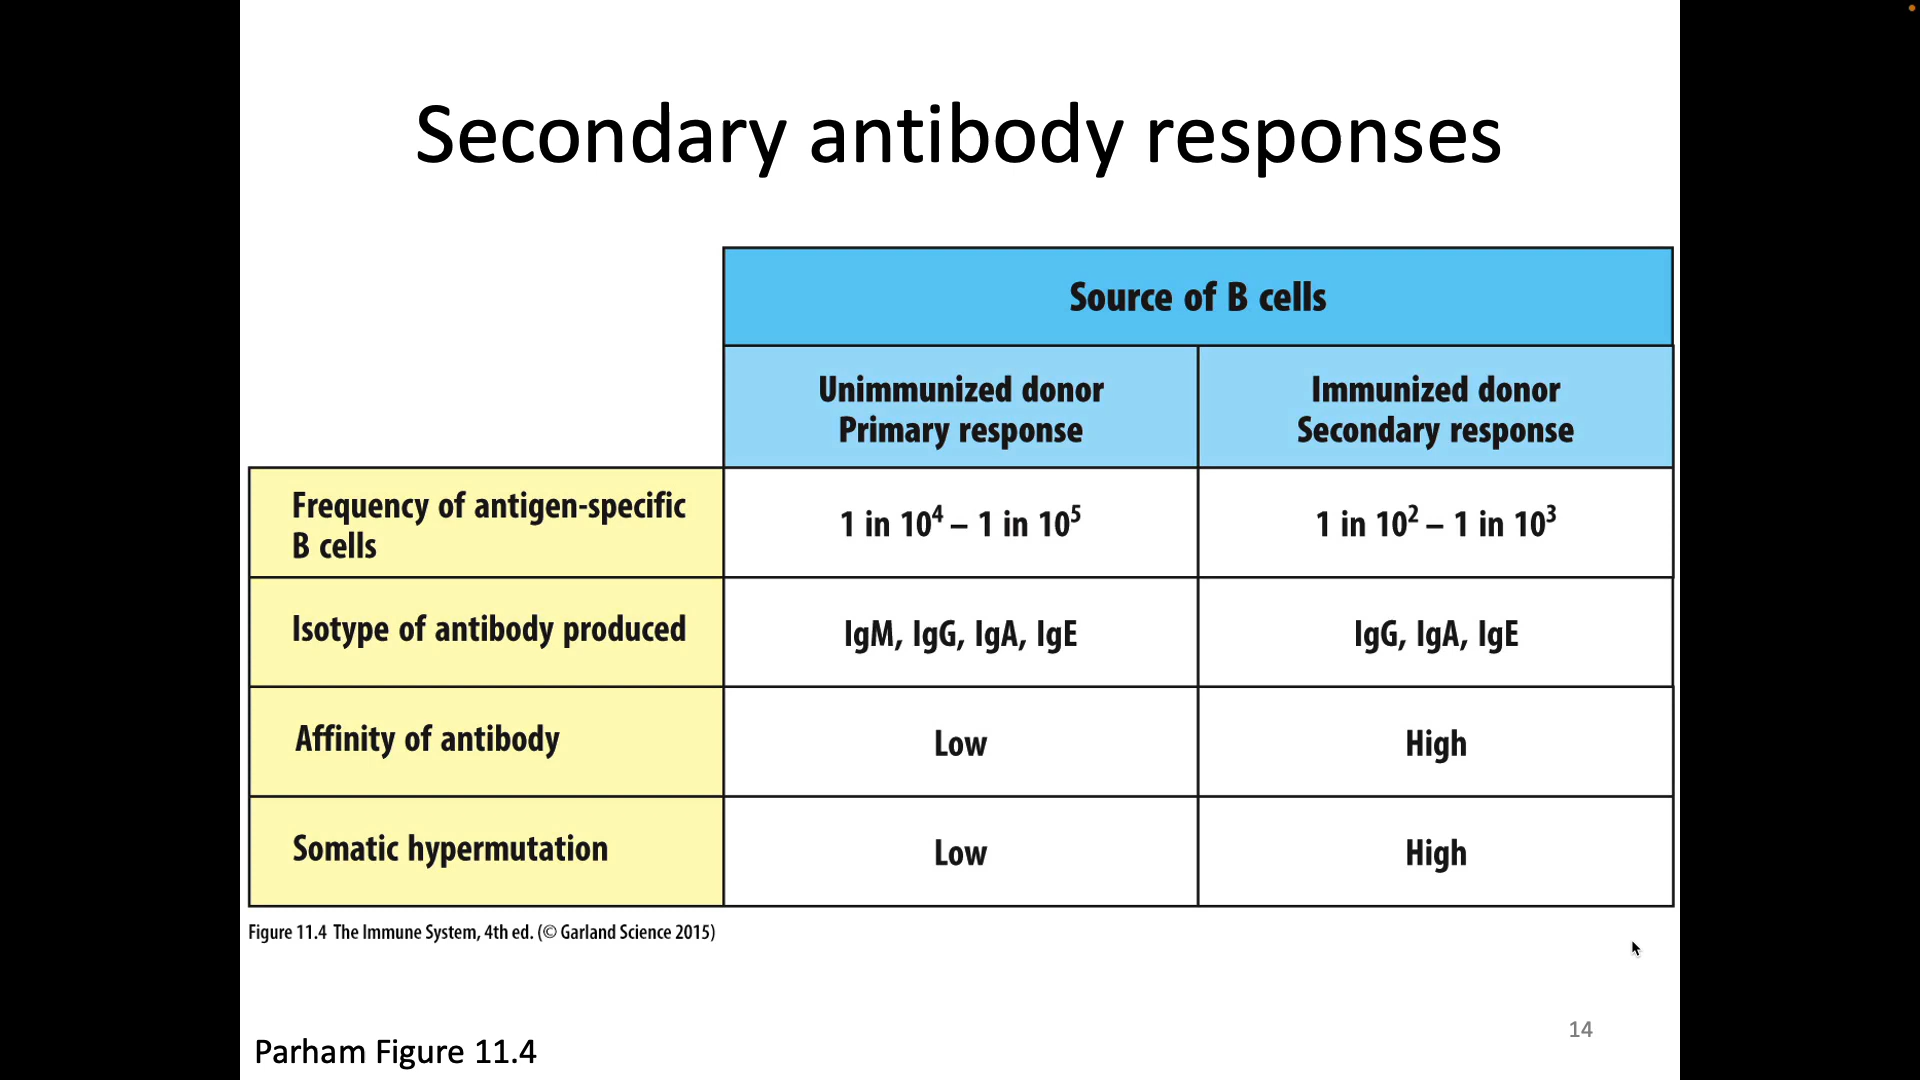 Secondary antibody responses
Source of B cells
Unimmunized donor
Primary response
Immunized donor
Secondary response
Frequency of antigen-specific
B cells
1 in 10⁴ – 1 in 10⁵
1 in 10² – 1 in 10³
Isotype of antibody produced
IgM, IgG, IgA, IgE
IgG, IgA, IgE
Affinity of antibody
Low
High
Somatic hypermutation
Low
High
Figure 11.4 The Immune System, 4th ed. (© Garland Science 2015)
14
Parham Figure 11.4